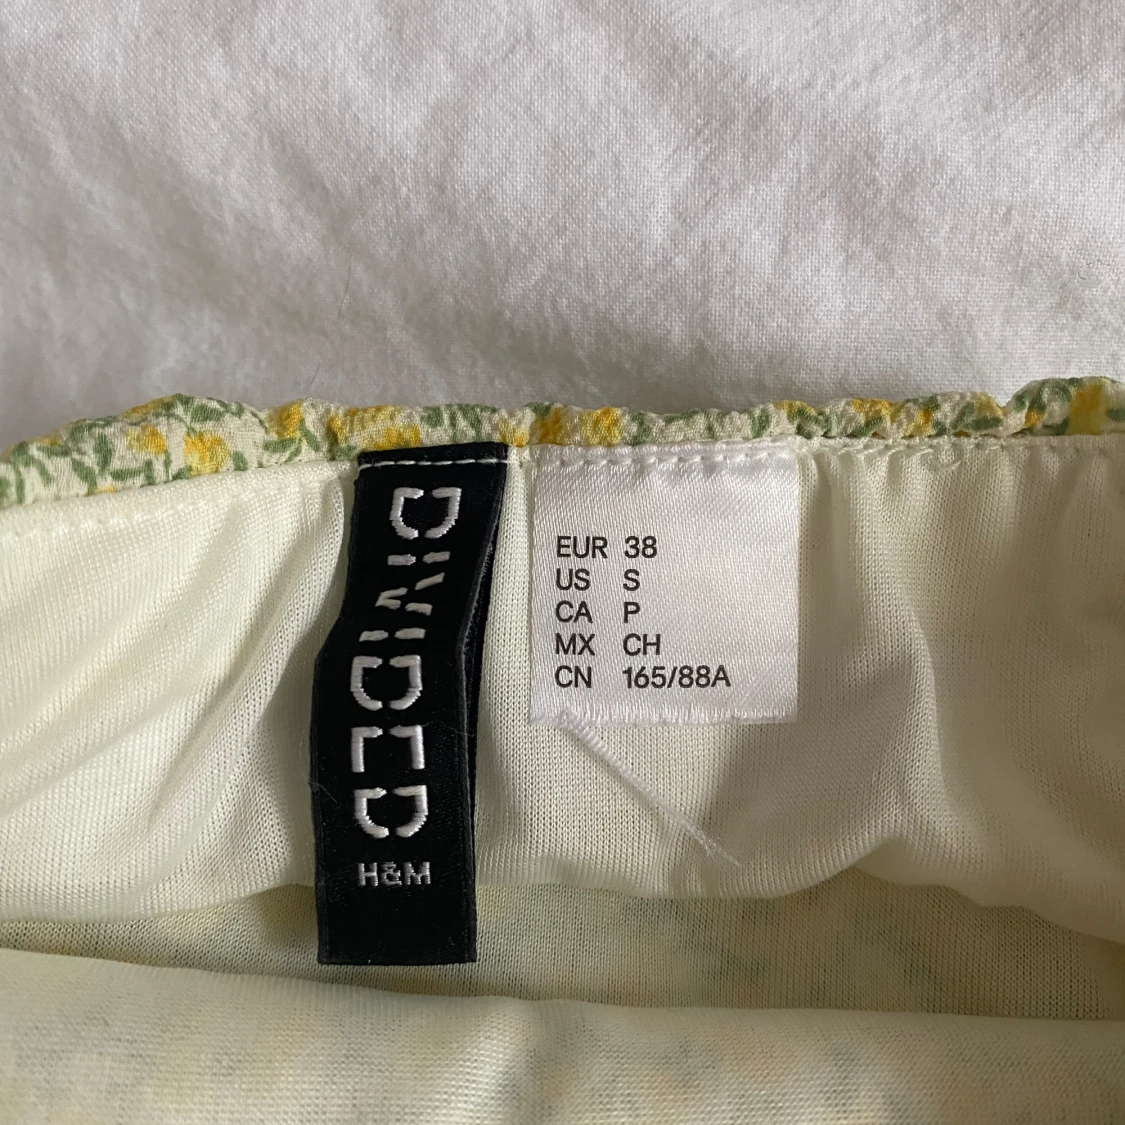 DIVIDED
H&M
EUR 38
US S
CA P
MX CH
CN 165/88A